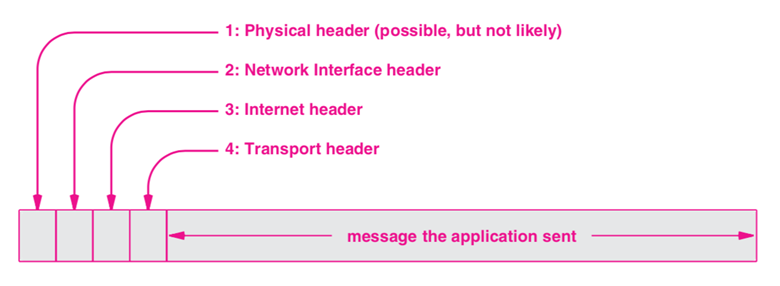 1: Physical header (possible, but not likely)
2: Network Interface header
3: Internet header
4: Transport header
message the application sent